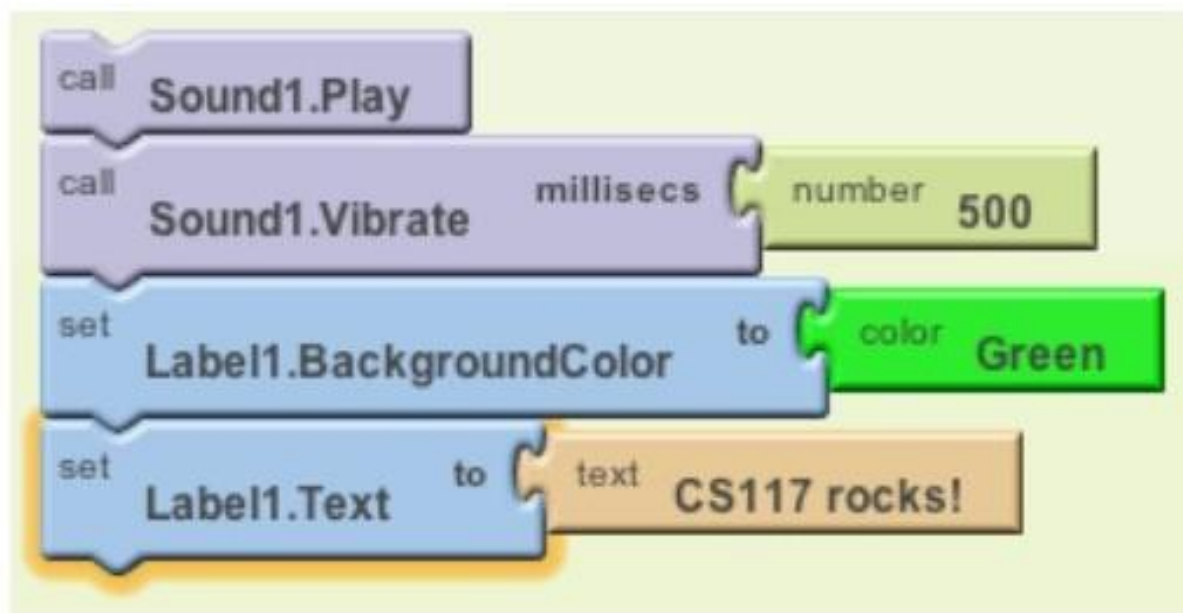 call Sound1.Play
call Sound1.Vibrate millisecs number 500
set Label1.BackgroundColor to color Green
set Label1.Text to text CS117 rocks!